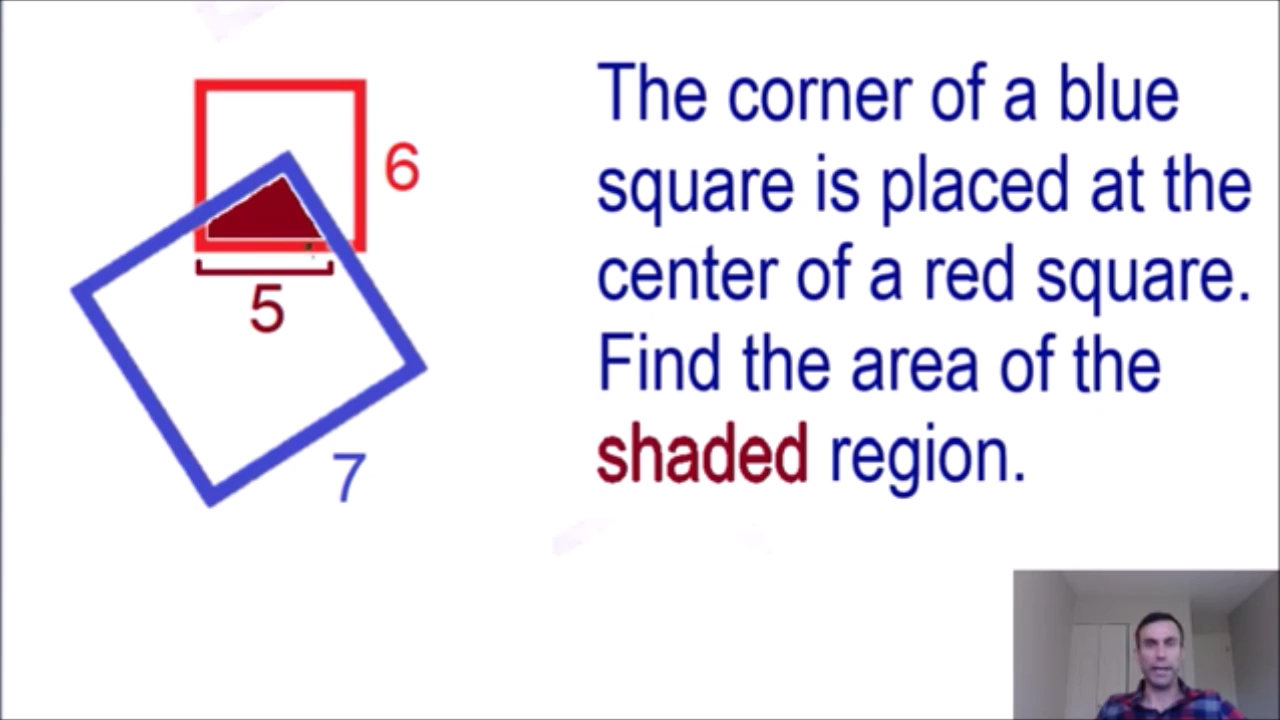 The corner of a blue
6
square is placed at the
center of a red square.
5
Find the area of the
shaded region.
7